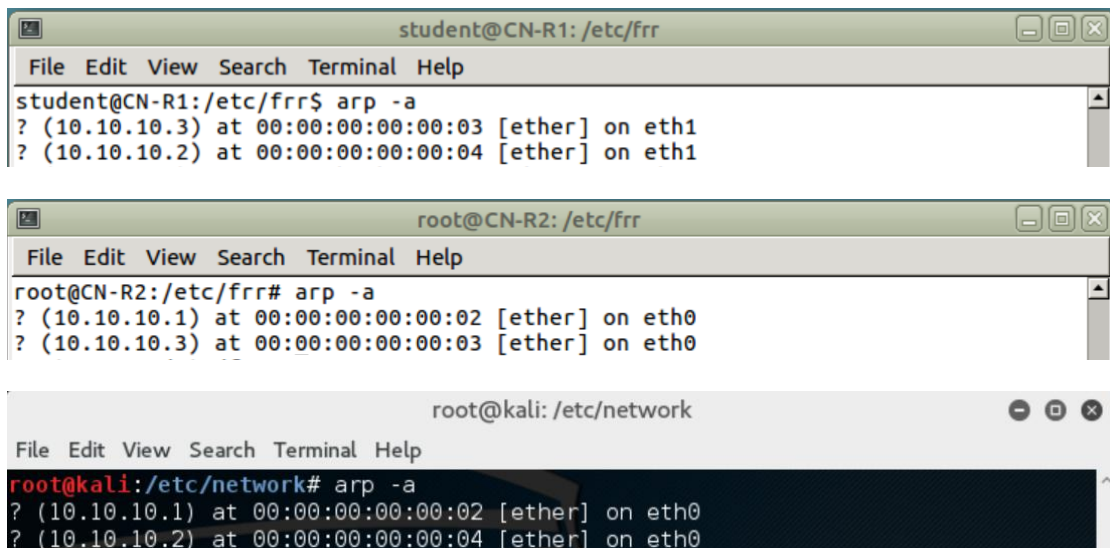 student@CN-R1: /etc/frr
File Edit View Search Terminal Help
student@CN-R1:/etc/frr$ arp -a
? (10.10.10.3) at 00:00:00:00:00:03 [ether] on eth1
? (10.10.10.2) at 00:00:00:00:00:04 [ether] on eth1
root@CN-R2: /etc/frr
File Edit View Search Terminal Help
root@CN-R2:/etc/frr# arp -a
? (10.10.10.1) at 00:00:00:00:00:02 [ether] on eth0
? (10.10.10.3) at 00:00:00:00:00:03 [ether] on eth0
root@kali: /etc/network
File Edit View Search Terminal Help
root@kali:/etc/network# arp -a
? (10.10.10.1) at 00:00:00:00:00:02 [ether] on eth0
? (10.10.10.2) at 00:00:00:00:00:04 [ether] on eth0